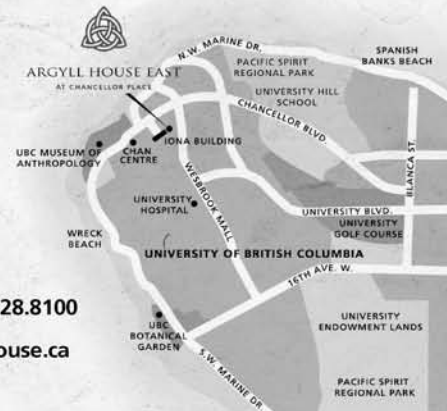 ARGYLL HOUSE EAST
AT CHANCELLOR PLACE
N.W. MARINE DR.
SPANISH
BANKS BEACH
PACIFIC SPIRIT
REGIONAL PARK
UNIVERSITY HILL
SCHOOL
CHANCELLOR BLVD.
IONA BUILDING
CHAN
CENTRE
UBC MUSEUM OF
ANTHROPOLOGY
WESBROOK MALL
BLANCA ST.
UNIVERSITY
HOSPITAL
UNIVERSITY BLVD.
UNIVERSITY
GOLF COURSE
WRECK
BEACH
UNIVERSITY OF BRITISH COLUMBIA
16TH AVE. W.
28.8100
ouse.ca
UBC
BOTANICAL
GARDEN
UNIVERSITY
ENDOWMENT LANDS
S.W. MARINE DR
PACIFIC SPIRIT
REGIONAL PARK